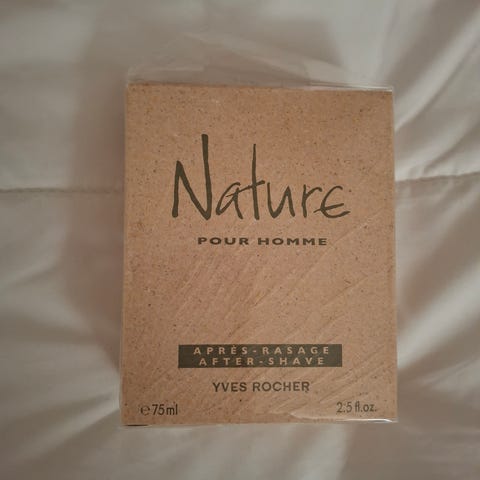 Nature
POUR HOMME
APRÈS-RASAGE
AFTER-SHAVE
YVES ROCHER
℮75ml 2.5 fl.oz.